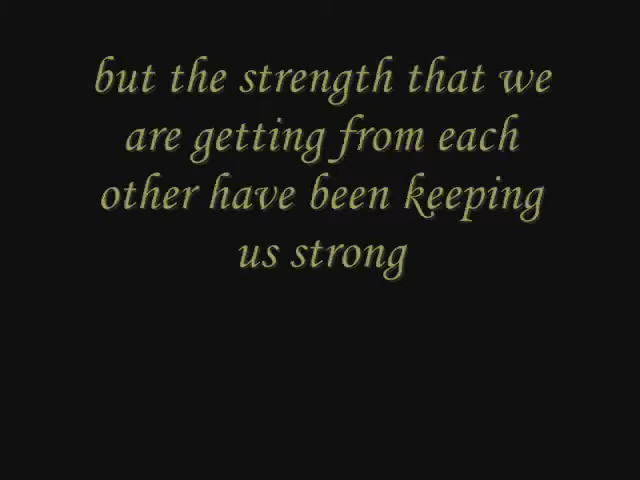 but the strength that we
are getting from each
other have been keeping
us strong